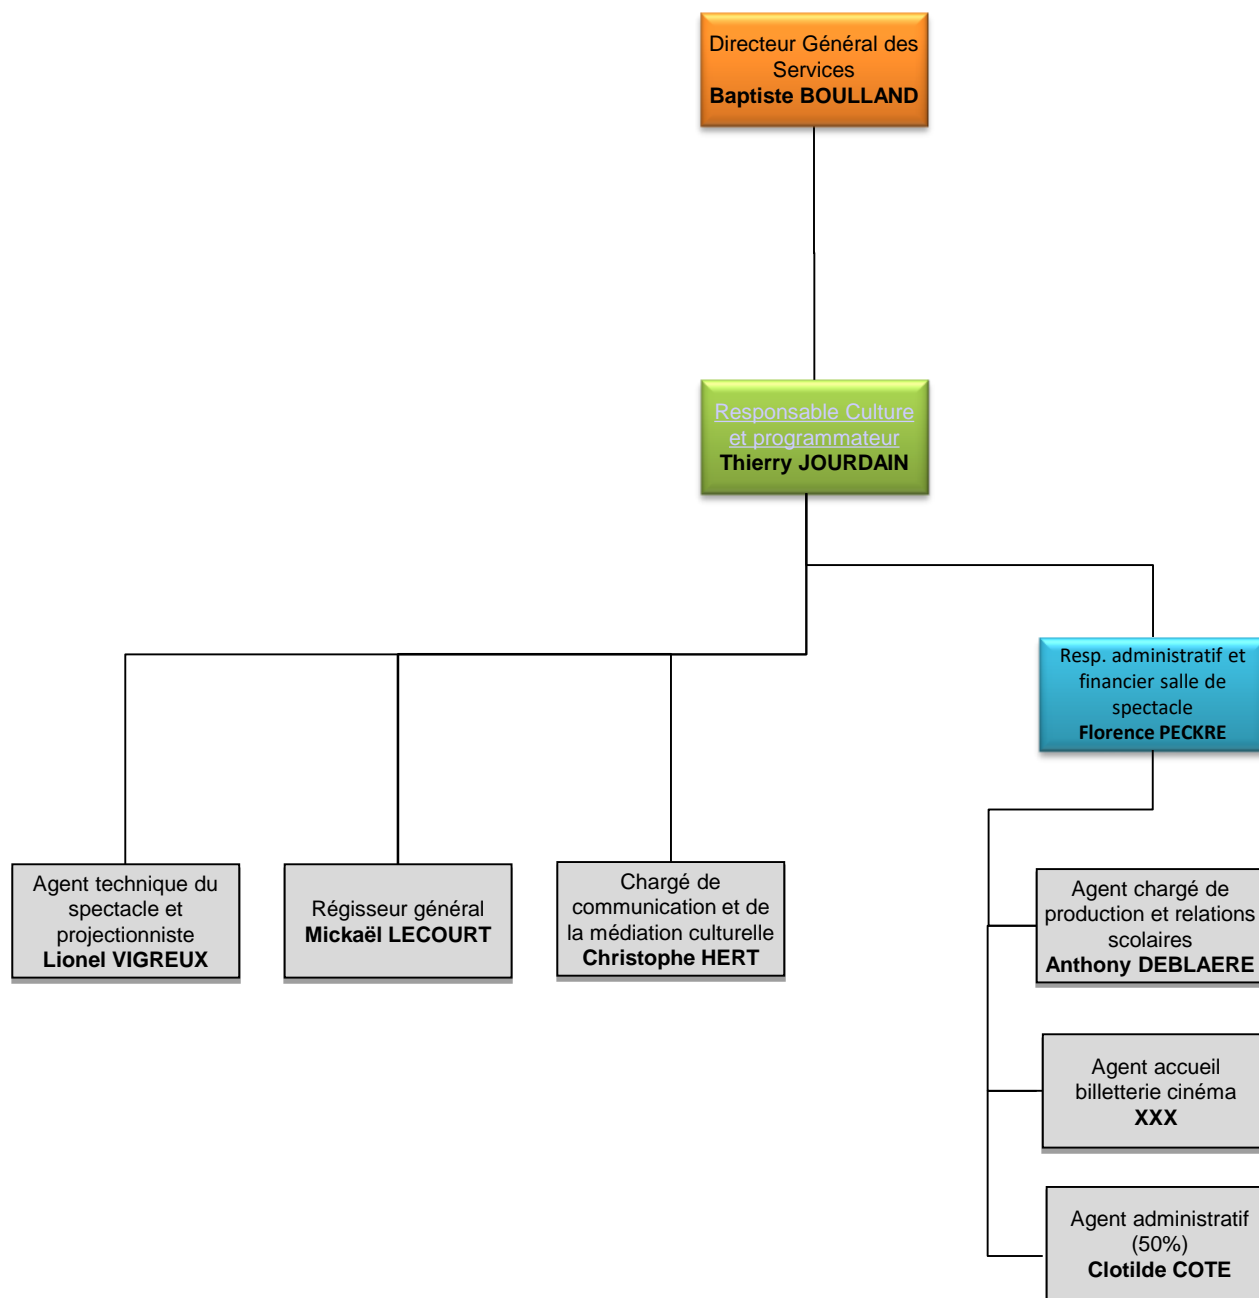 Directeur Général des
Services
Baptiste BOULLAND
Responsable Culture
et programmateur
Thierry JOURDAIN
Resp. administratif et
financier salle de
spectacle
Florence PECKRE
Agent technique du
spectacle et
projectionniste
Lionel VIGREUX
Régisseur général
Mickaël LECOURT
Chargé de
communication et de
la médiation culturelle
Christophe HERT
Agent chargé de
production et relations
scolaires
Anthony DEBLAERE
Agent accueil
billetterie cinéma
XXX
Agent administratif
(50%)
Clotilde COTE